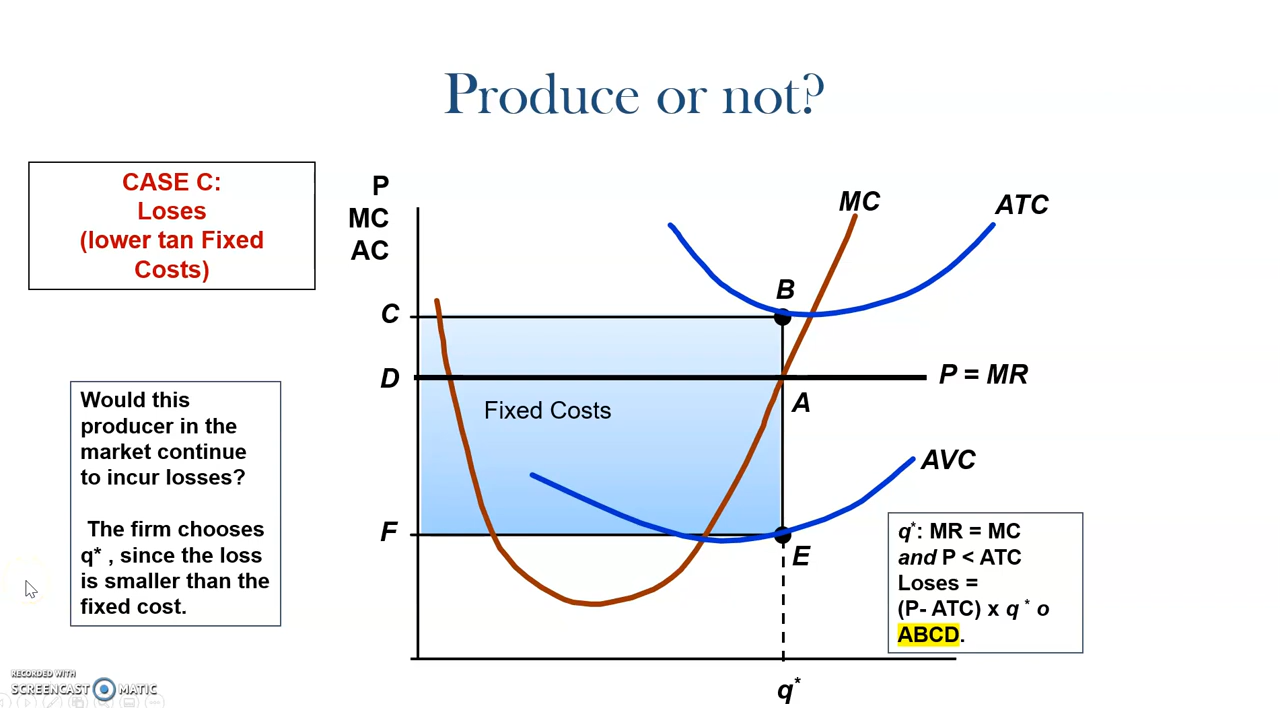 Produce or not?
CASE C:
Loses
(lower tan Fixed
Costs)
P
MC
AC
MC
ATC
B
C
D
P = MR
A
Fixed Costs
Would this
producer in the
market continue
to incur losses?
The firm chooses
q* , since the loss
is smaller than the
fixed cost.
AVC
F
E
q*: MR = MC
and P < ATC
Loses =
(P- ATC) x q * o
ABCD.
q*
RECORDED WITH
SCREENCAST MATIC